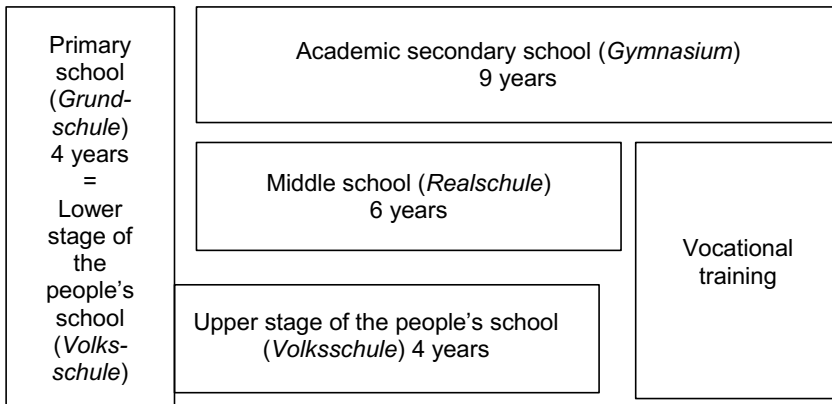 Primary
school
(Grund-
schule)
4 years
=
Lower
stage of
the
people's
school
(Volks-
schule)
Academic secondary school (Gymnasium)
9 years
Middle school (Realschule)
6 years
Upper stage of the people's school
(Volksschule) 4 years
Vocational
training